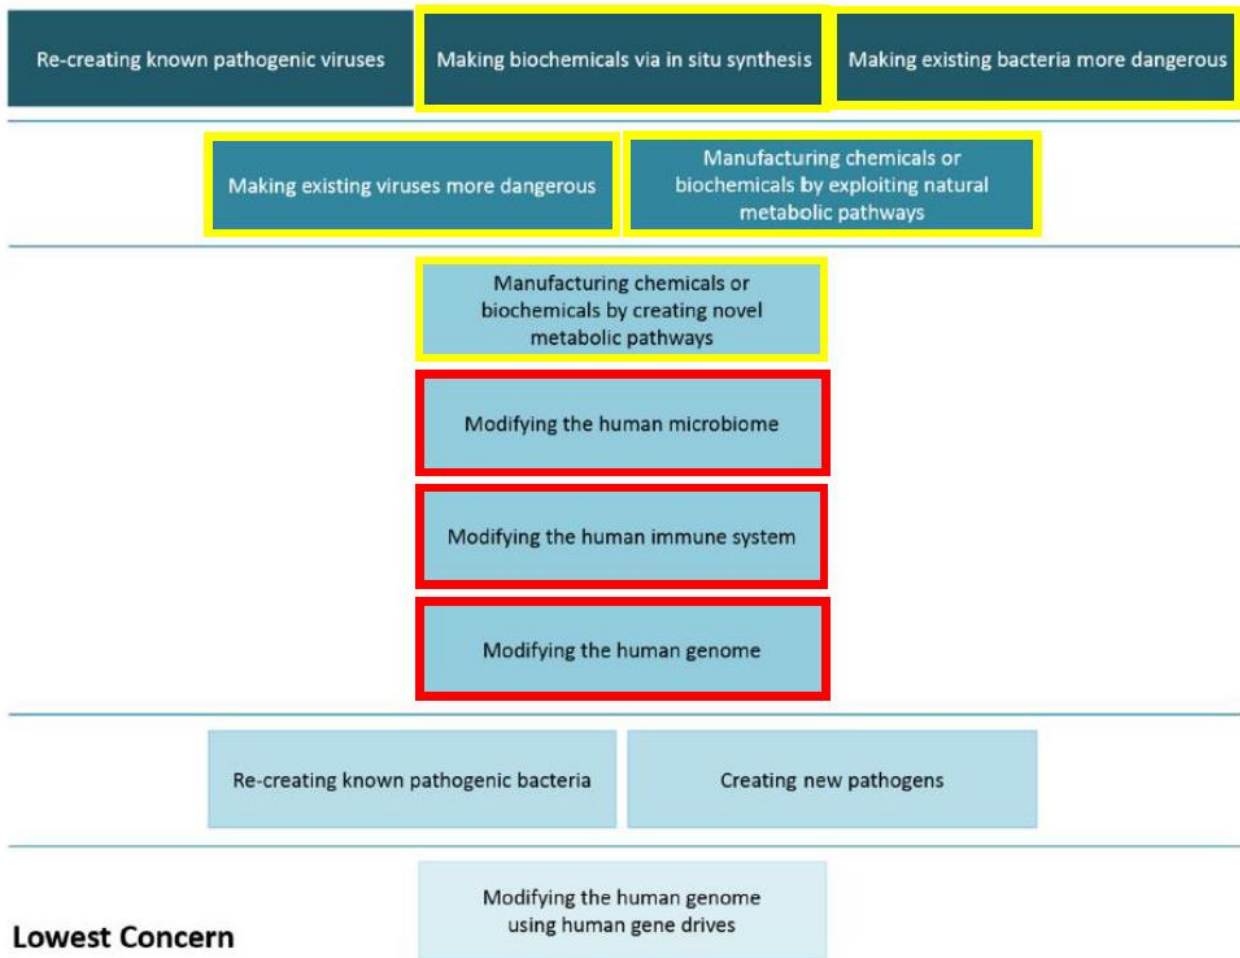 Re-creating known pathogenic viruses
Making biochemicals via in situ synthesis
Making existing bacteria more dangerous
Making existing viruses more dangerous
Manufacturing chemicals or
biochemicals by exploiting natural
metabolic pathways
Manufacturing chemicals or
biochemicals by creating novel
metabolic pathways
Modifying the human microbiome
Modifying the human immune system
Modifying the human genome
Re-creating known pathogenic bacteria
Creating new pathogens
Modifying the human genome
using human gene drives
Lowest Concern